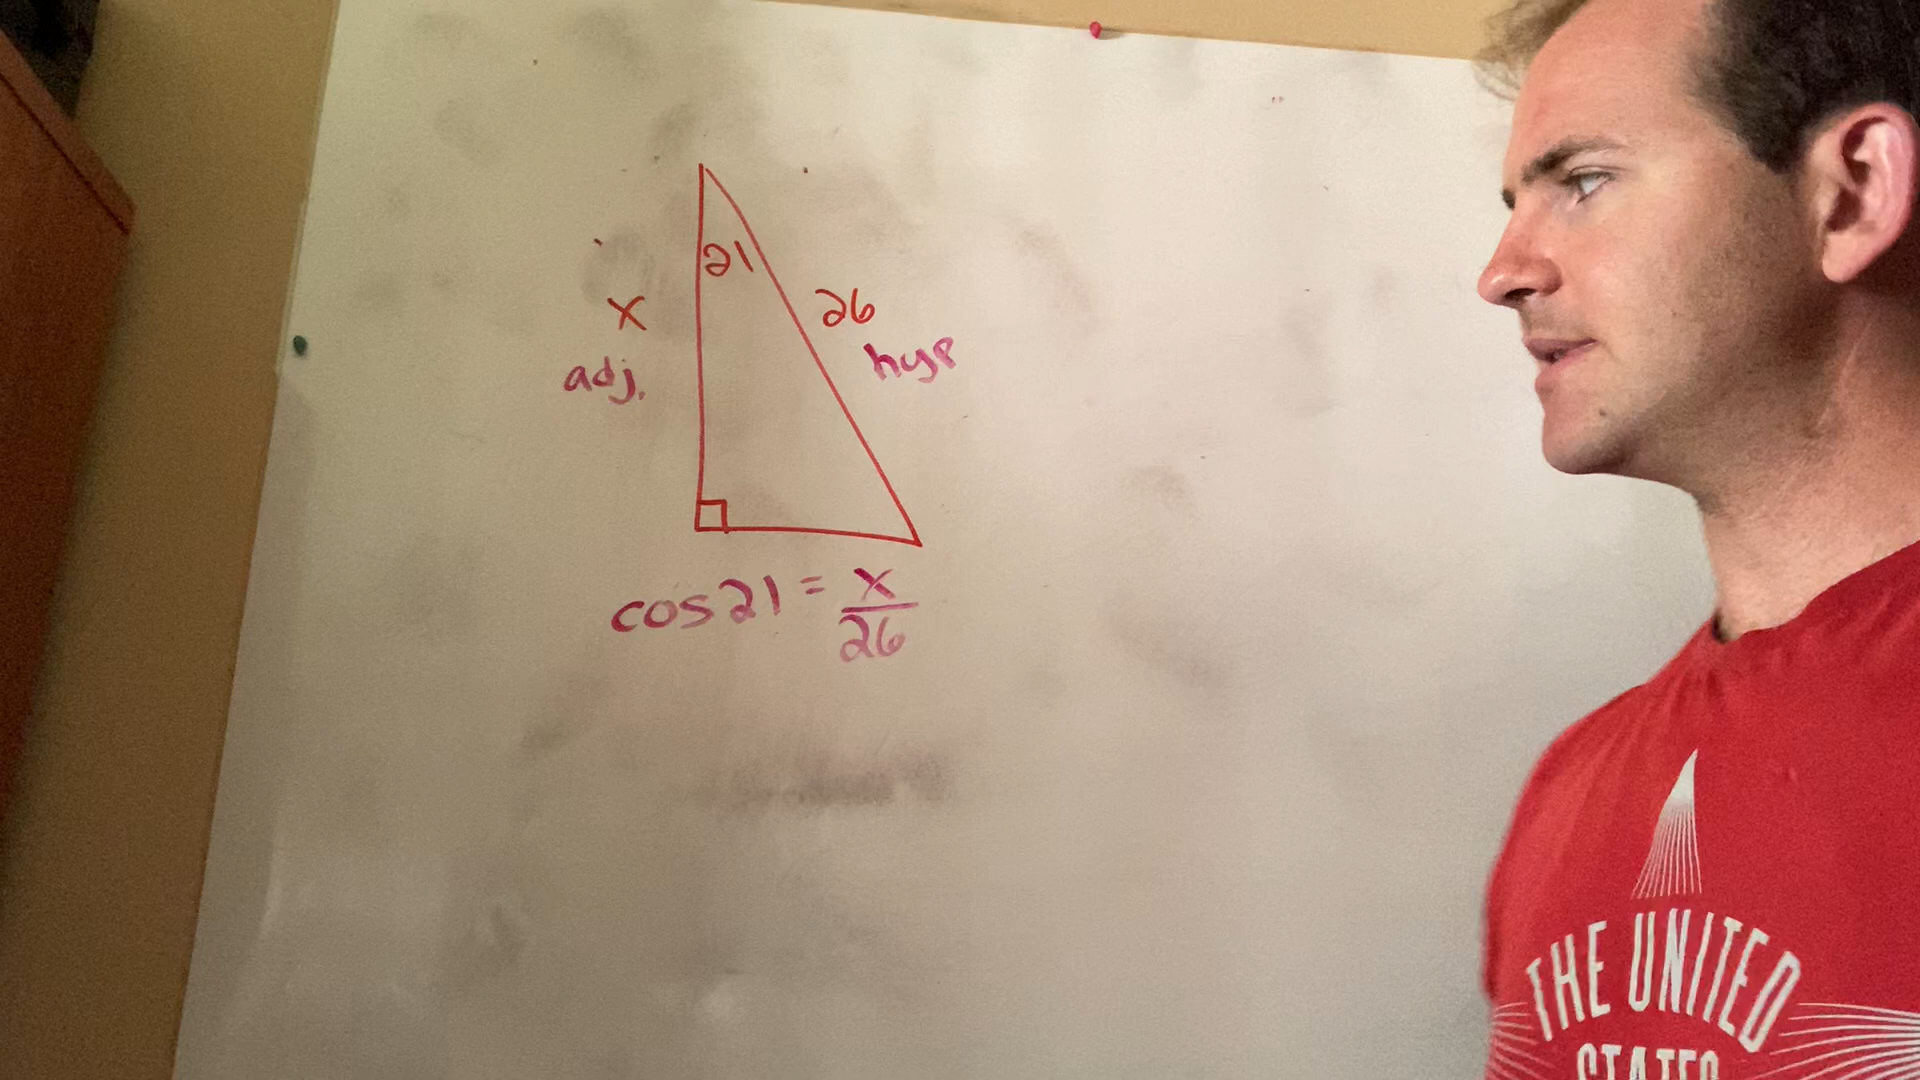 21
x
26
adj.
hyp
cos 21 = x/26
THE UNITED
STATES